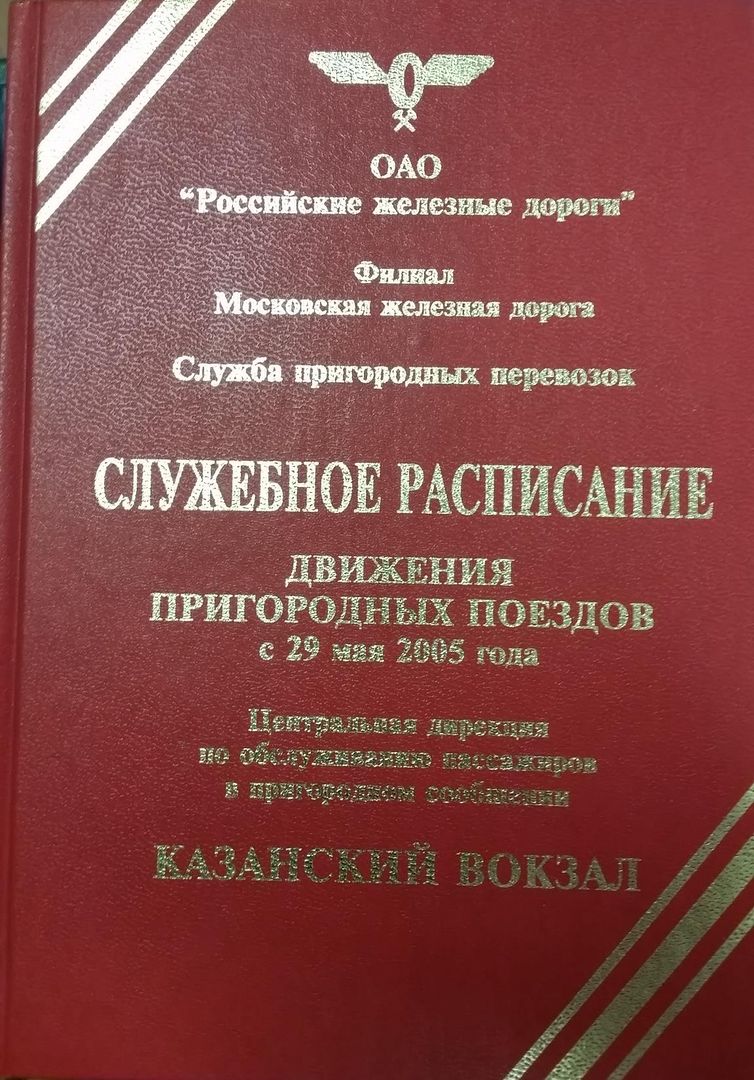 ОАО
“Российские железные дороги”
Филиал
Московская железная дорога
Служба пригородных перевозок
СЛУЖЕБНОЕ РАСПИСАНИЕ
ДВИЖЕНИЯ
ПРИГОРОДНЫХ ПОЕЗДОВ
с 29 мая 2005 года
Центральная дирекция
по обслуживанию пассажиров
в пригородном сообщении
КАЗАНСКИЙ ВОКЗАЛ